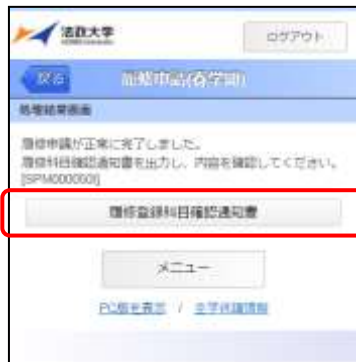 法政大学
ログアウト
戻る
履修申請(春学期)
処理結果画面
履修申請が正常に完了しました。
履修科目確認通知書を出力し、内容を確認してください。
[SPM000050I]
履修登録科目確認通知書
メニュー
PC版を表示 / 全学休講情報